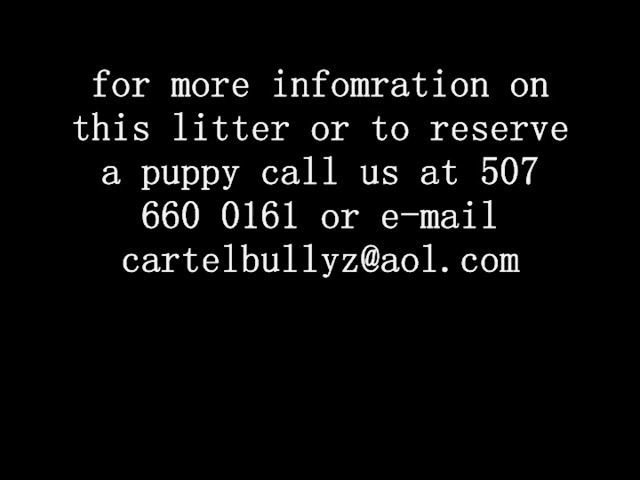 for more infomration on
this litter or to reserve
a puppy call us at 507
660 0161 or e-mail
cartelbullyz@aol.com